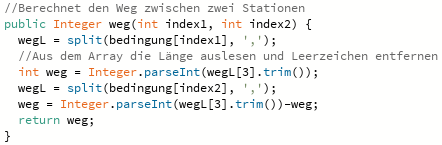 //Berechnet den Weg zwischen zwei Stationen
public Integer weg(int index1, int index2) {
  wegL = split(bedingung[index1], ',');
  //Aus dem Array die Länge auslesen und Leerzeichen entfernen
  int weg = Integer.parseInt(wegL[3].trim());
  wegL = split(bedingung[index2], ',');
  weg = Integer.parseInt(wegL[3].trim())-weg;
  return weg;
}